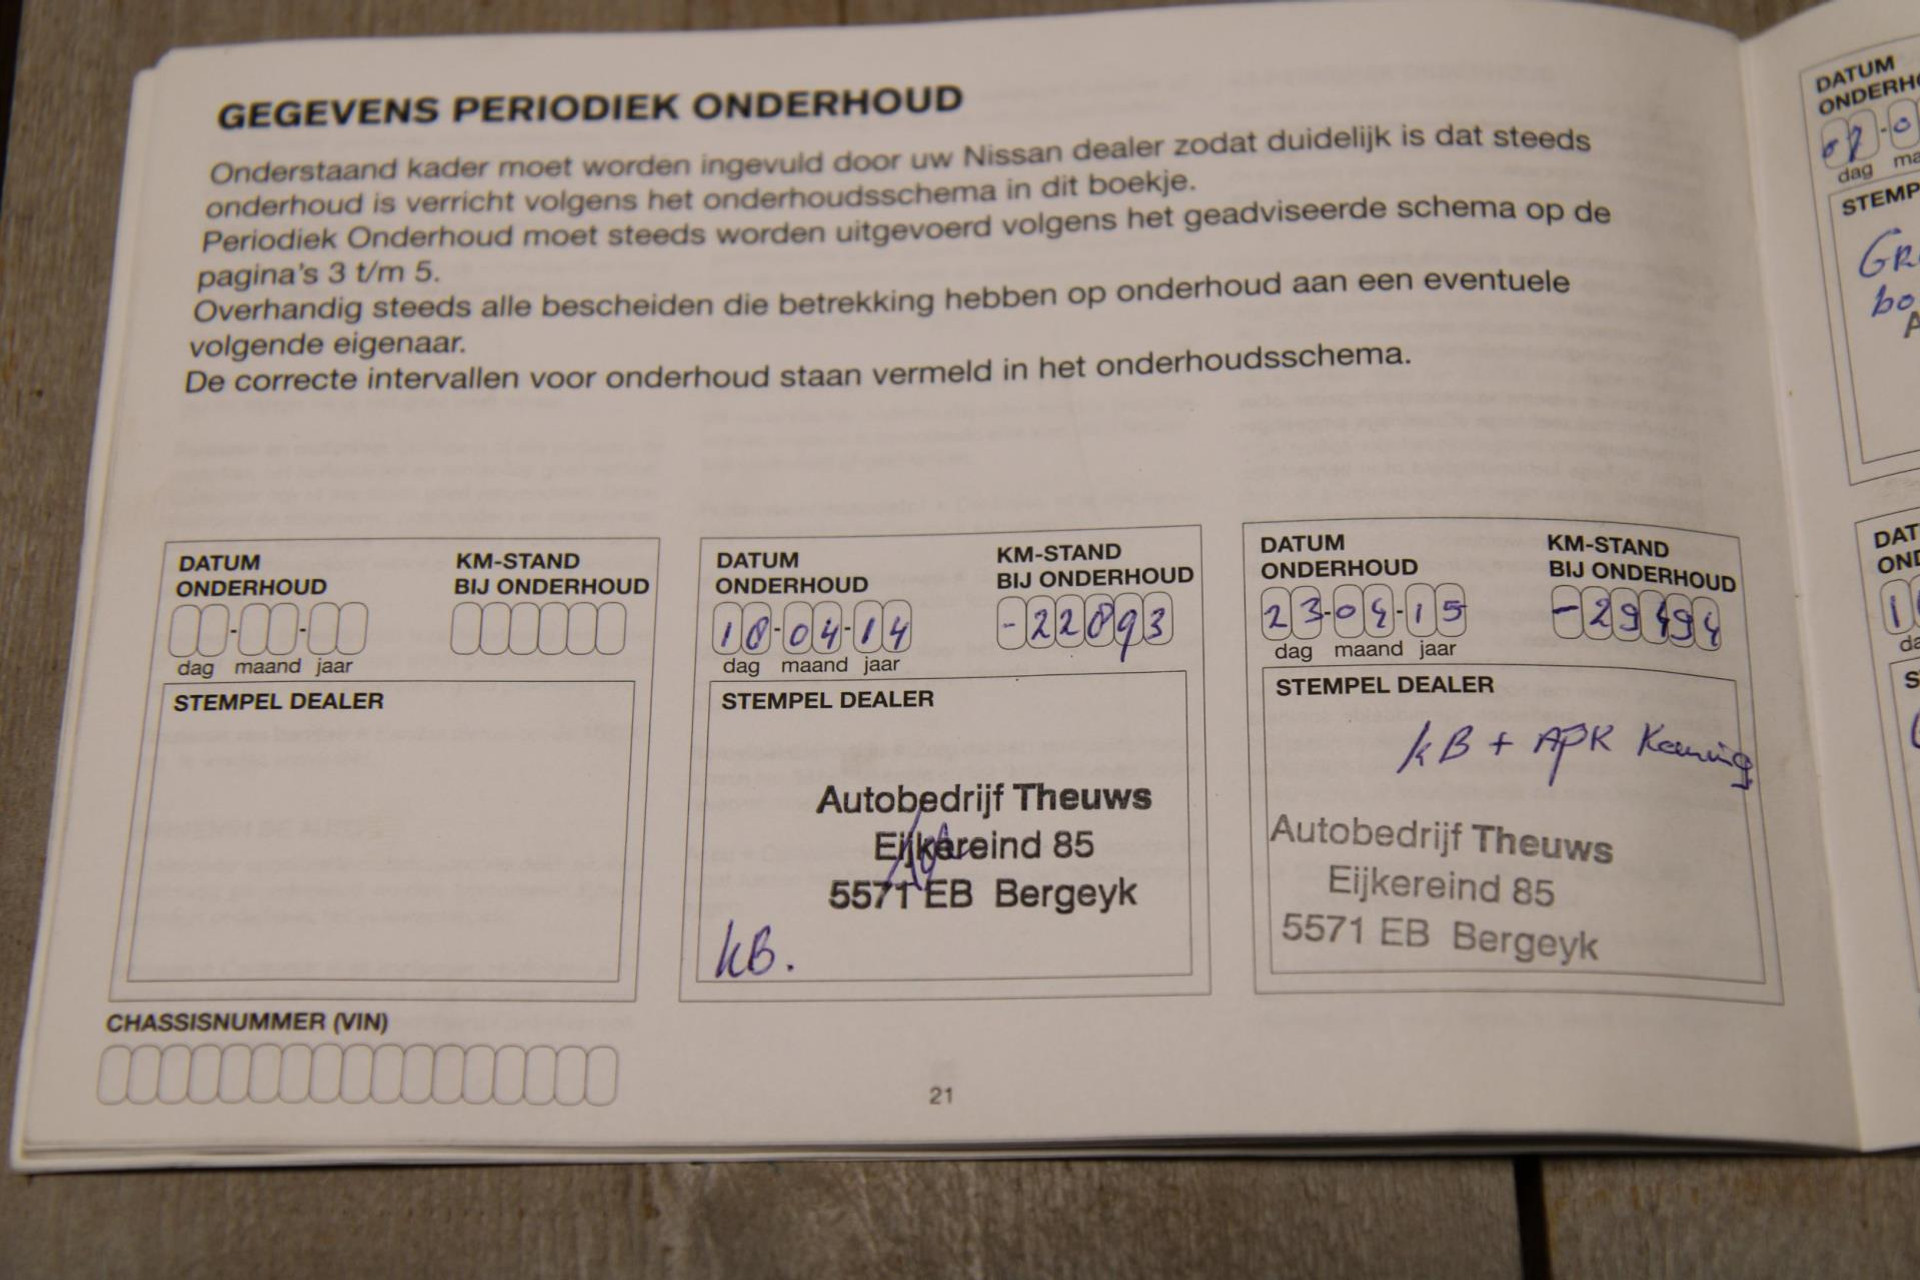 GEGEVENS PERIODIEK ONDERHOUD
Onderstaand kader moet worden ingevuld door uw Nissan dealer zodat duidelijk is dat steeds
onderhoud is verricht volgens het onderhoudsschema in dit boekje.
Periodiek Onderhoud moet steeds worden uitgevoerd volgens het geadviseerde schema op de
pagina's 3 t/m 5.
Overhandig steeds alle bescheiden die betrekking hebben op onderhoud aan een eventuele
volgende eigenaar.
De correcte intervallen voor onderhoud staan vermeld in het onderhoudsschema.
DATUM
ONDERHOUD
KM-STAND
BIJ ONDERHOUD
dag maand jaar
STEMPEL DEALER
CHASSISNUMMER (VIN)
DATUM
ONDERHOUD
KM-STAND
BIJ ONDERHOUD
18-04-14
-22893
dag maand jaar
STEMPEL DEALER
Autobedrijf Theuws
Eijkereind 85
5571 EB Bergeyk
KB.
DATUM
ONDERHOUD
KM-STAND
BIJ ONDERHOUD
23-04-15
-29494
dag maand jaar
STEMPEL DEALER
KB + APK Keuring
Autobedrijf Theuws
Eijkereind 85
5571 EB Bergeyk
21
DATUM
dag